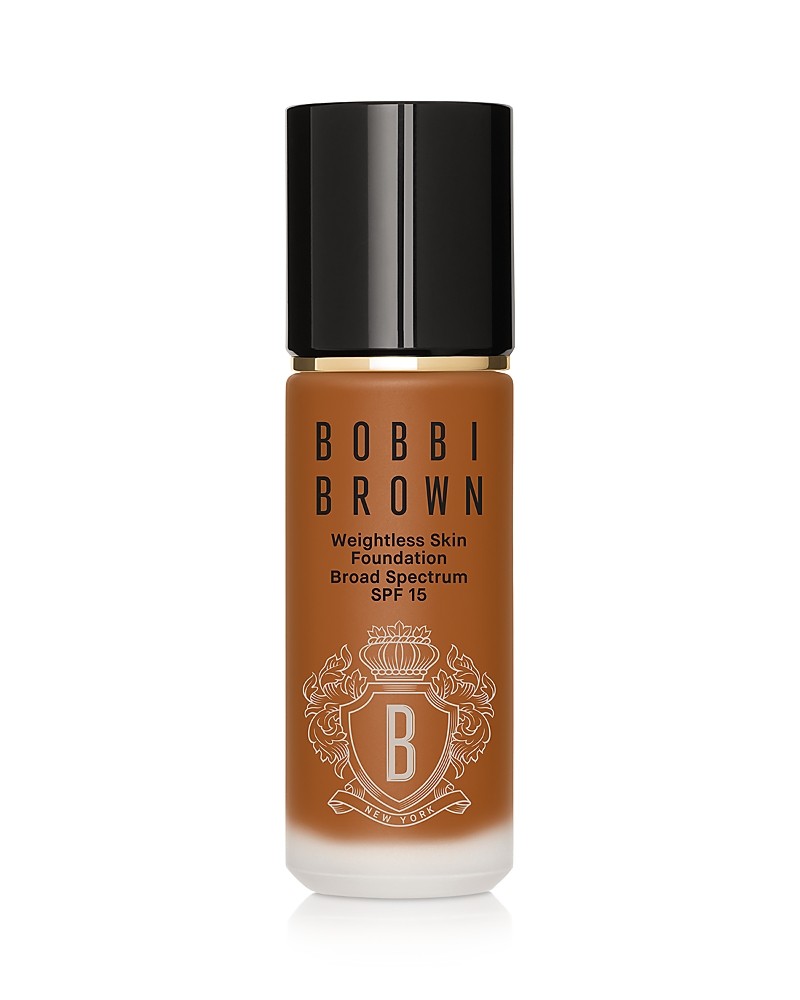 BOBBI
BROWN
Weightless Skin
Foundation
Broad Spectrum
SPF 15
B
NEW YORK